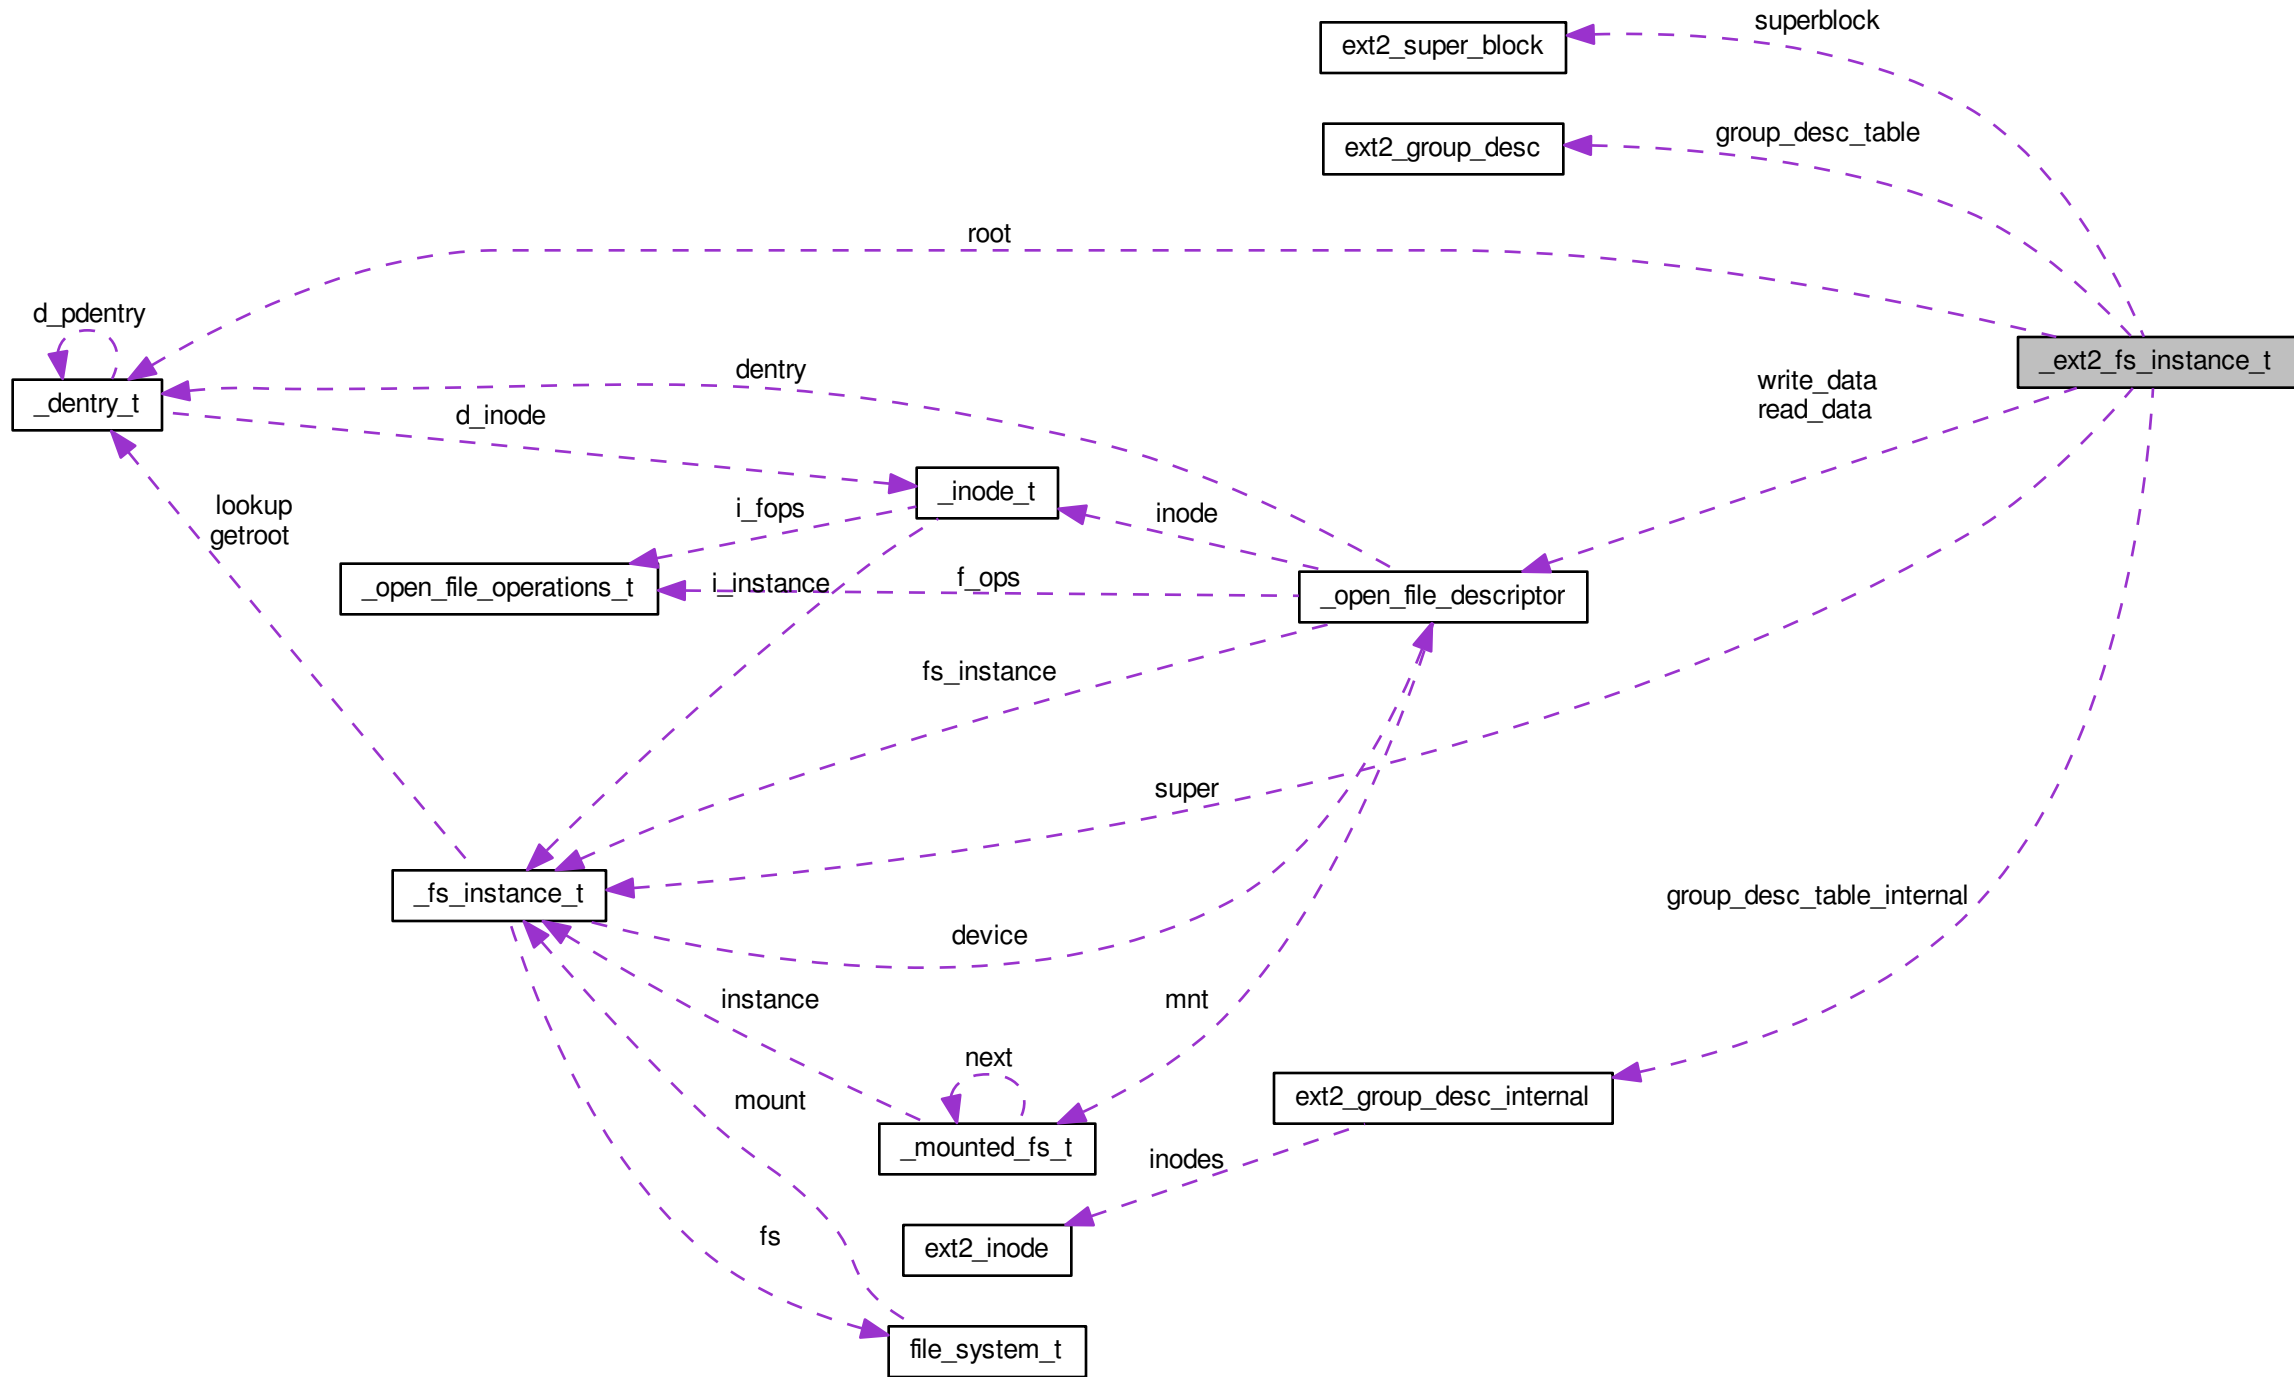 superblock
ext2_super_block
group_desc_table
ext2_group_desc
root
d_pdentry
_ext2_fs_instance_t
dentry
write_data
read_data
_dentry_t
d_inode
_inode_t
lookup
getroot
i_fops
inode
_open_file_operations_t
i_instance
f_ops
_open_file_descriptor
fs_instance
super
_fs_instance_t
group_desc_table_internal
device
instance
mnt
next
mount
ext2_group_desc_internal
_mounted_fs_t
inodes
fs
ext2_inode
file_system_t